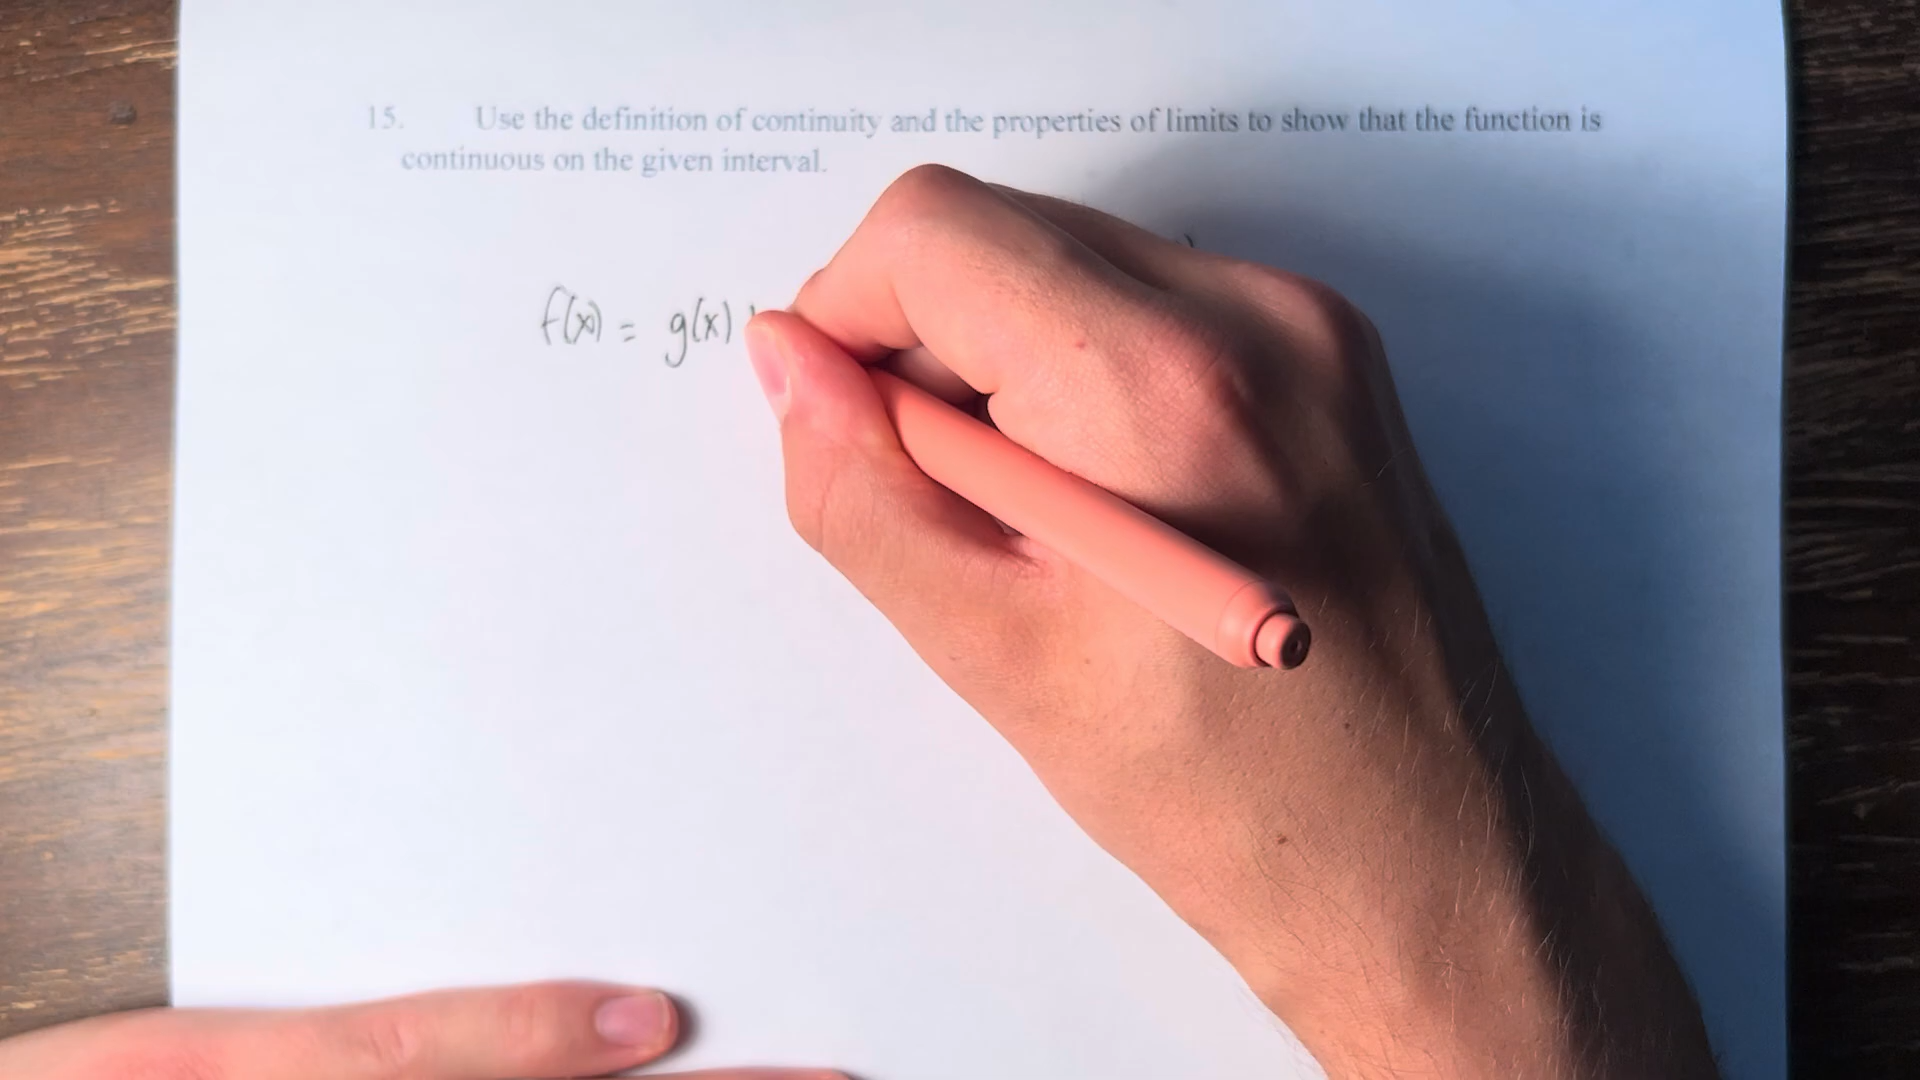 15. Use the definition of continuity and the properties of limits to show that the function is
continuous on the given interval.
)
f(x) = g(x)